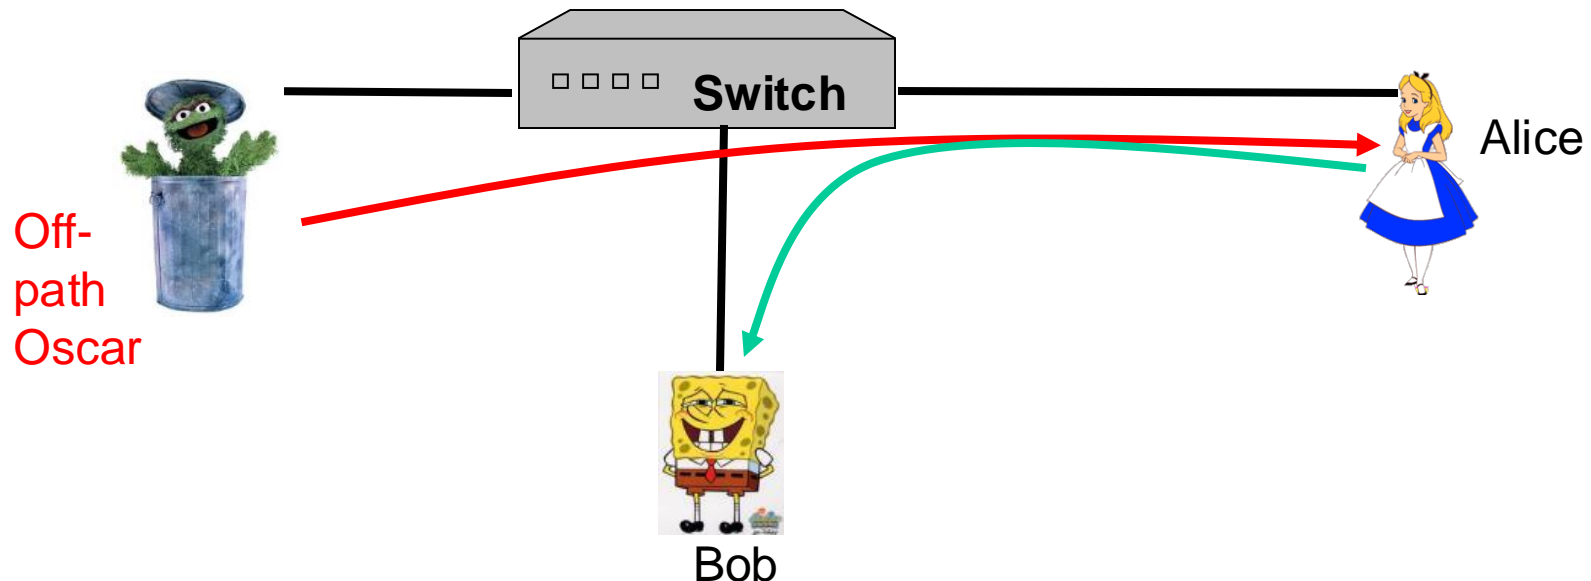 Switch
Alice
Off-
path
Oscar
Bob